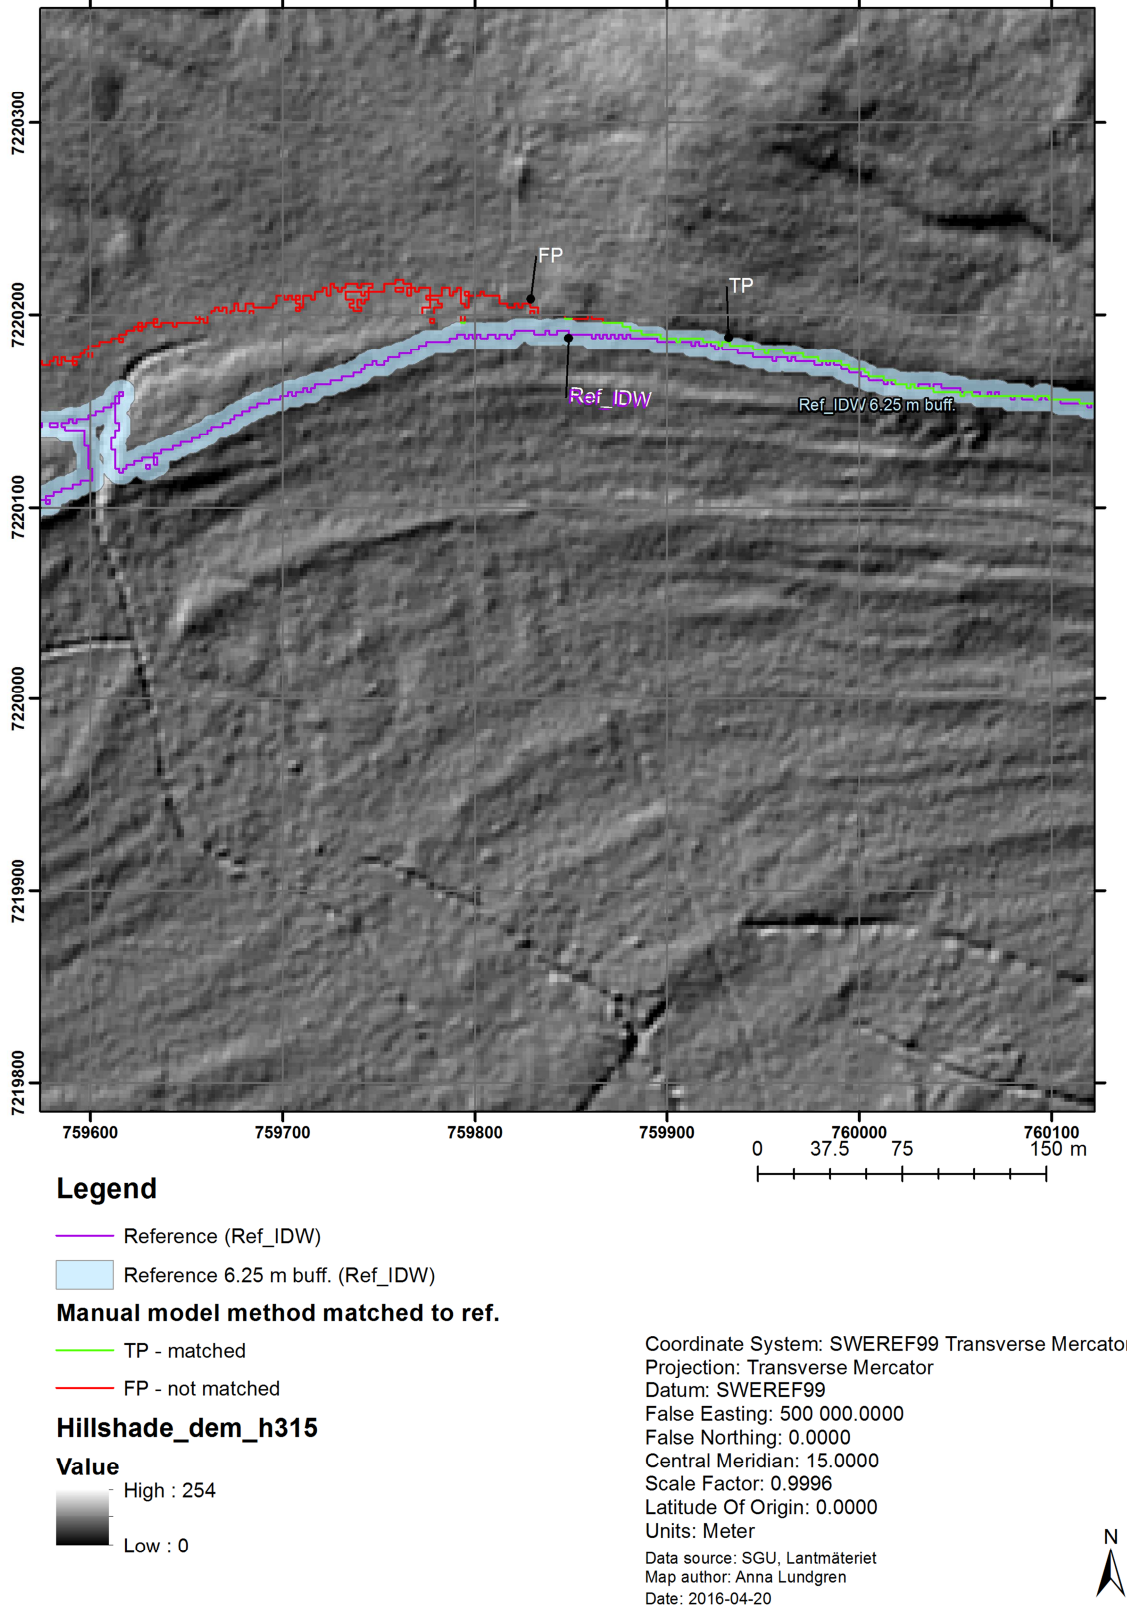 7220300
FP
TP
7220200
Ref_IDW
Ref_IDW 6.25 m buff.
7220100
7220000
7219900
7219800
759600 759700 759800 759900 760000 760100
0 37.5 75 150 m
Legend
Reference (Ref_IDW)
Reference 6.25 m buff. (Ref_IDW)
Manual model method matched to ref.
TP - matched
FP - not matched
Hillshade_dem_h315
Value
High : 254
Low : 0
Coordinate System: SWEREF99 Transverse Mercator
Projection: Transverse Mercator
Datum: SWEREF99
False Easting: 500 000.0000
False Northing: 0.0000
Central Meridian: 15.0000
Scale Factor: 0.9996
Latitude Of Origin: 0.0000
Units: Meter
Data source: SGU, Lantmäteriet
Map author: Anna Lundgren
Date: 2016-04-20
N